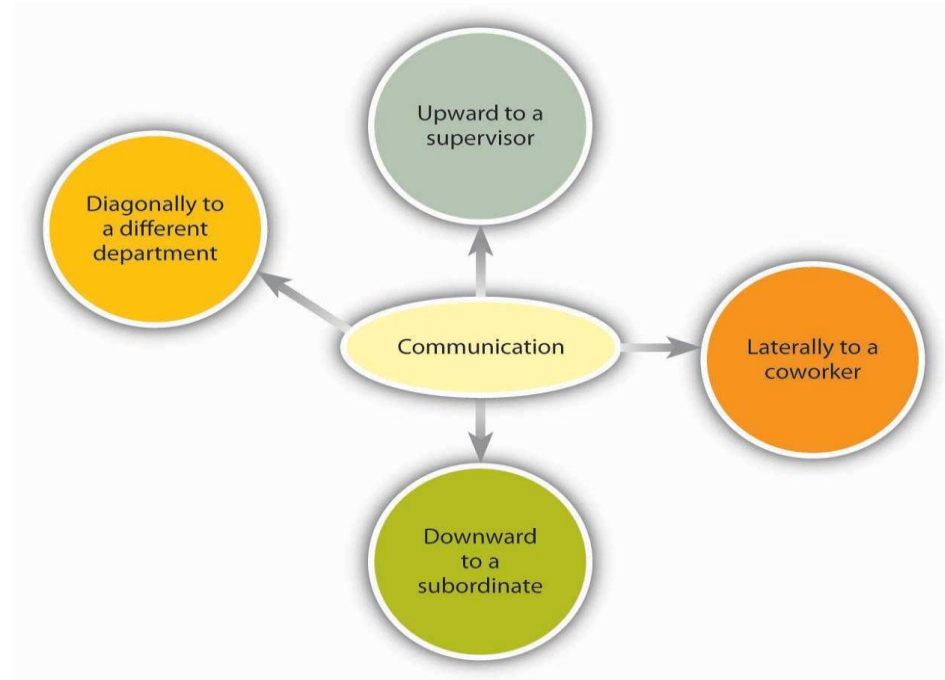 Upward to a
supervisor
Diagonally to
a different
department
Communication
Laterally to a
coworker
Downward
to a
subordinate